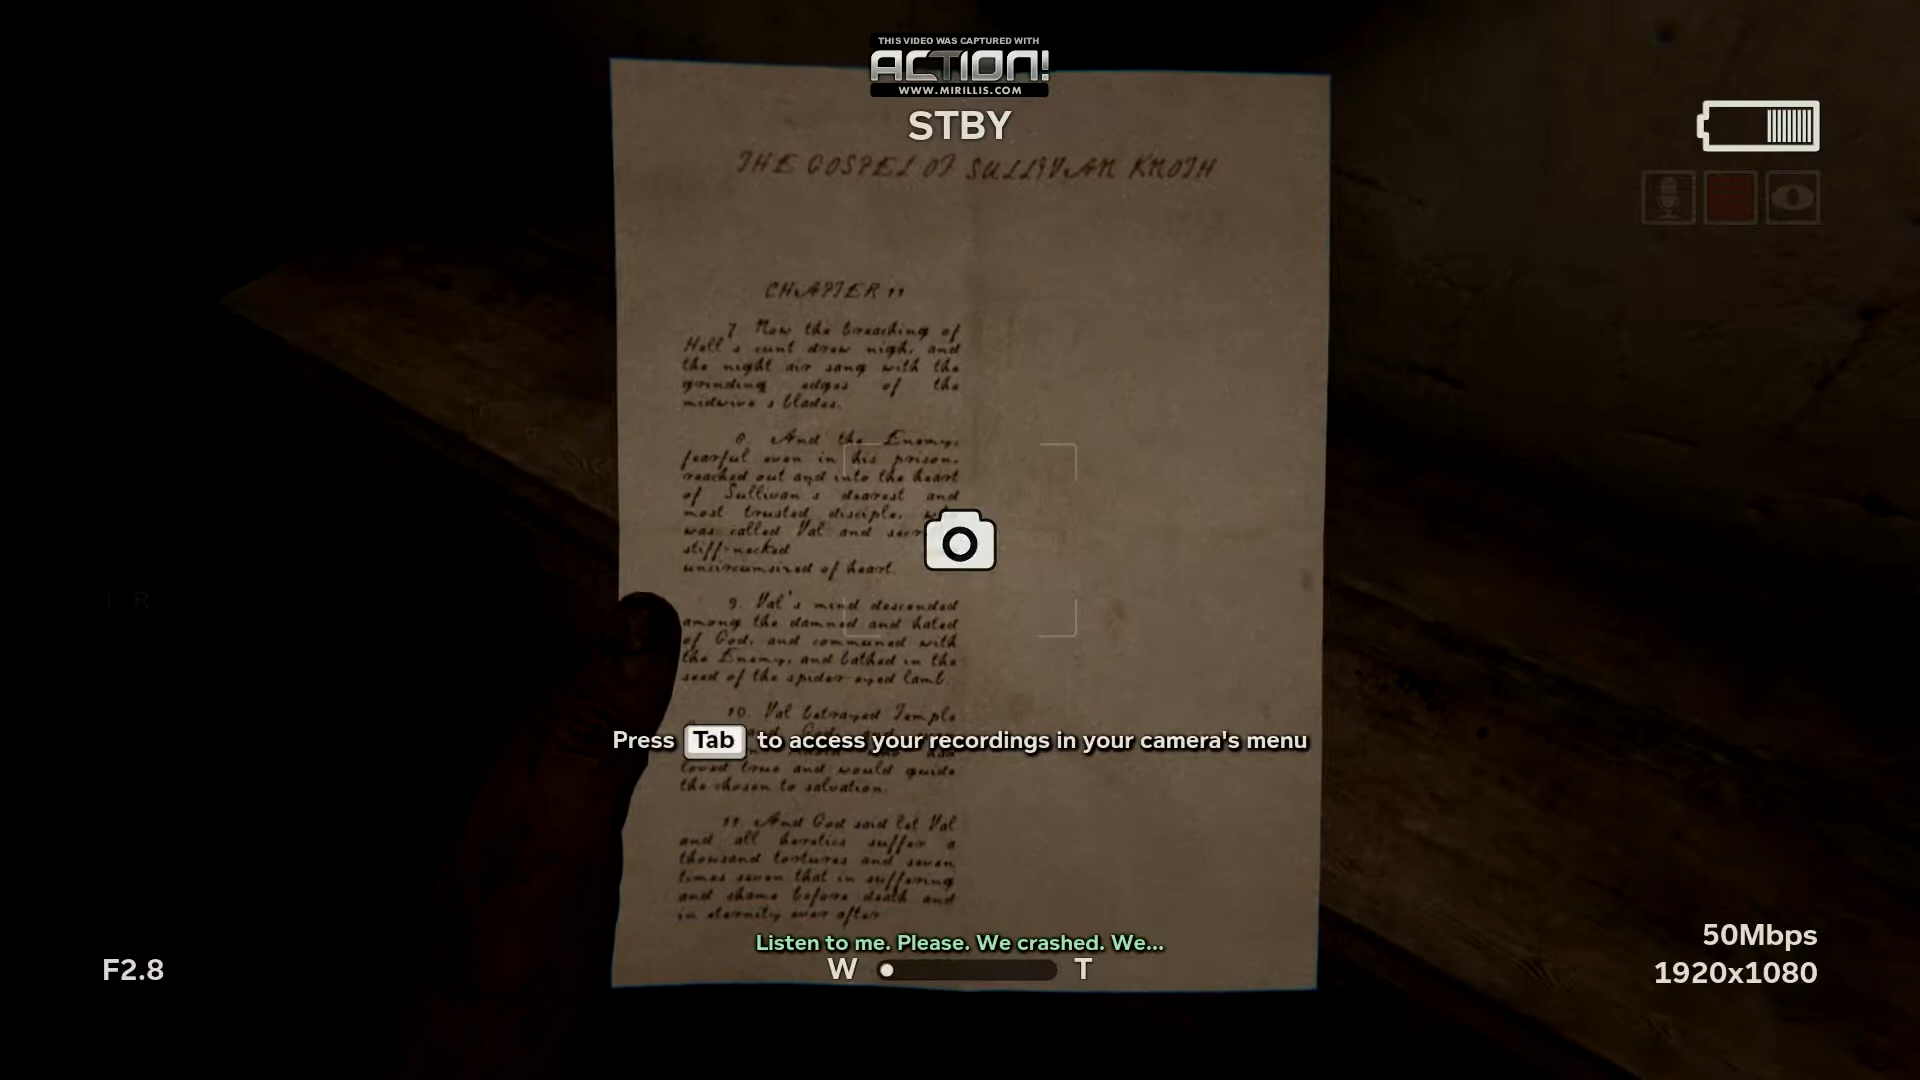 THIS VIDEO WAS CAPTURED WITH
ACTION!
WWW.MIRILLIS.COM
STBY
THE GOSPEL OF SULLIVAN KNOTH
CHAPTER 11
7. Now the breaching of
Hell's cunt drew nigh, and
the night air sang with the
grinding edges of the
midwive's blades.
8. And the Enemy,
fearful even in his prison,
reached out and into the heart
of Sullivan's dearest and
most trusted disciple,
was called Val and
stiff-necked
uncircumsized of heart.
9. Val's mind descended
among the damned and hated
of God, and communed with
the Enemy, and bathed in the
seed of the spider-eyed lamb.
10. Val betrayed Temple
Press Tab to access your recordings in your camera's menu
loved true and would guide
the chosen to salvation.
11. And God said let Val
and all heretics suffer a
thousand tortures and seven
times seven that in suffering
and shame before death and
in eternity ever after
Listen to me. Please. We crashed. We...
W T
F2.8
50Mbps
1920x1080
L R